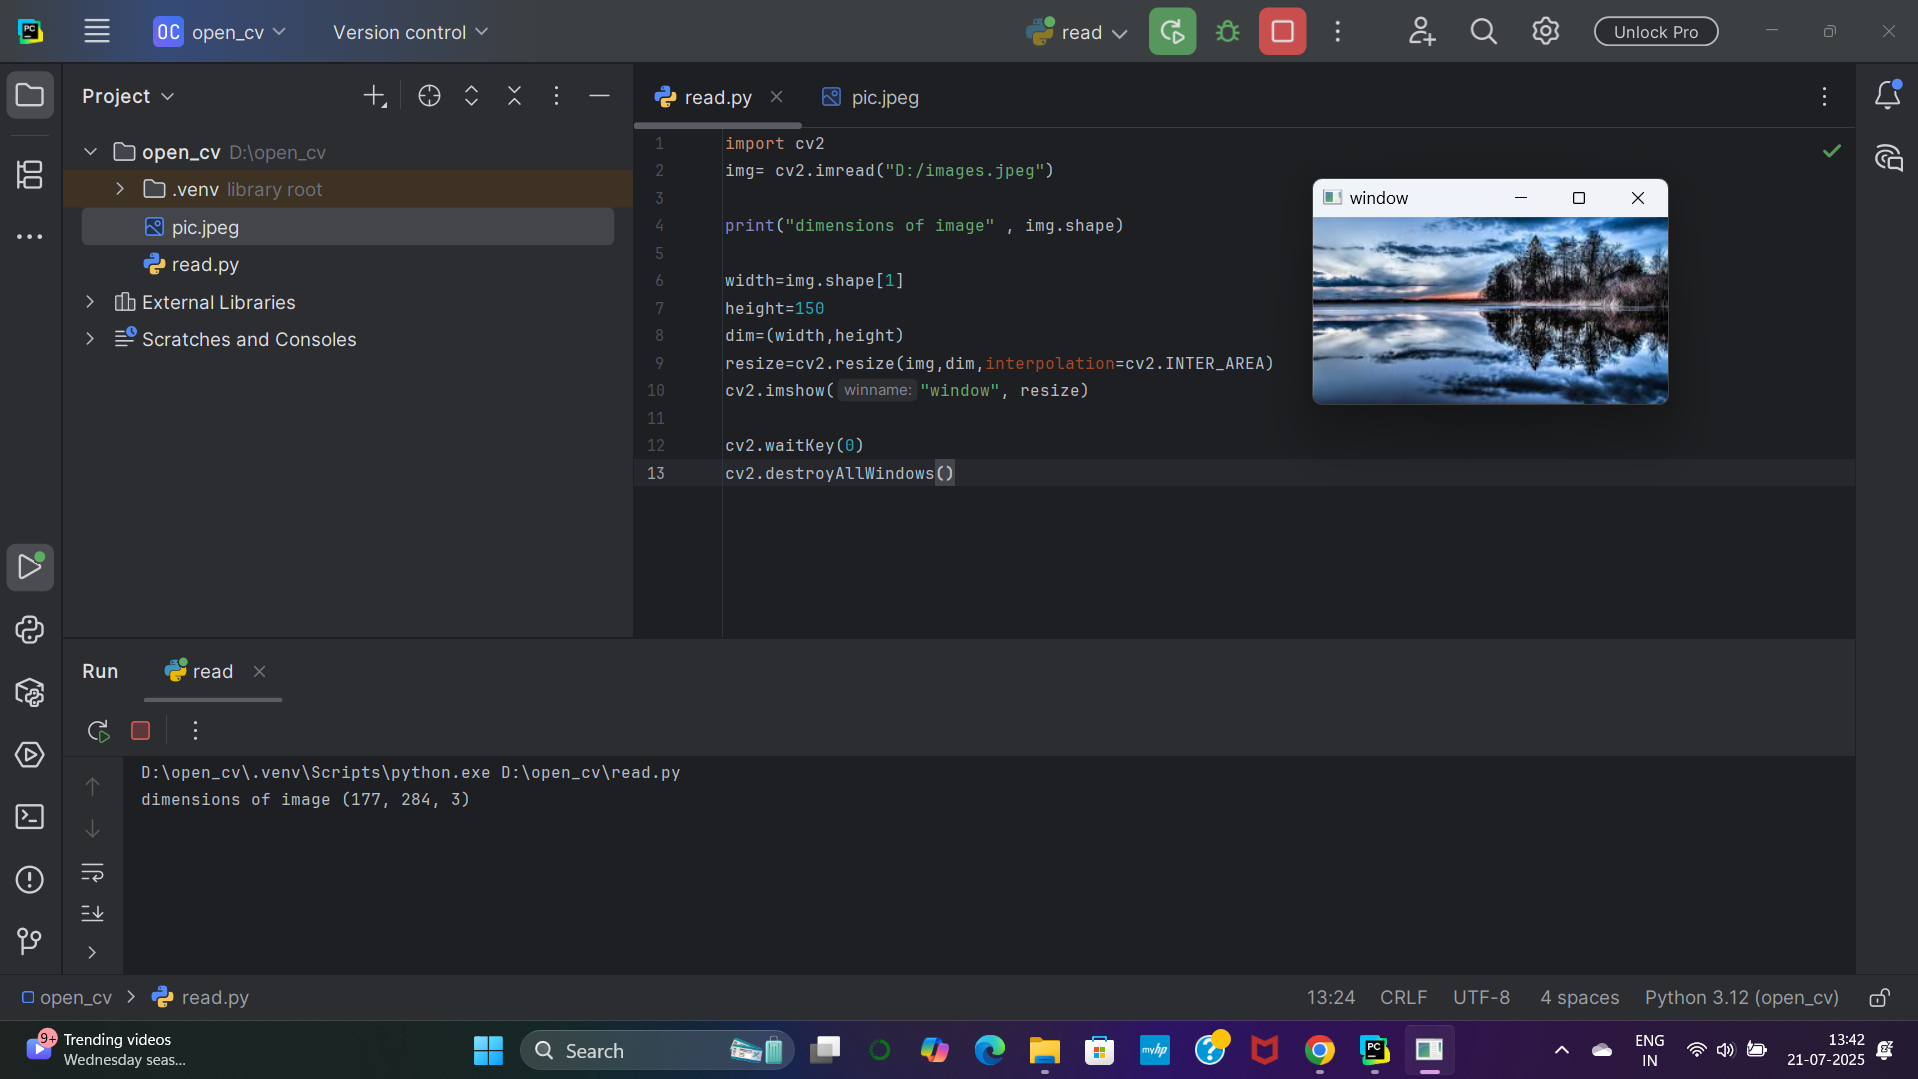 PC
OC open_cv
Version control
read
Unlock Pro
Project
read.py
pic.jpeg
open_cv D:\open_cv
.venv library root
pic.jpeg
read.py
External Libraries
Scratches and Consoles
1 import cv2
2 img= cv2.imread("D:/images.jpeg")
3
4 print("dimensions of image" , img.shape)
5
6 width=img.shape[1]
7 height=150
8 dim=(width,height)
9 resize=cv2.resize(img,dim,interpolation=cv2.INTER_AREA)
10 cv2.imshow( winname: "window", resize)
11
12 cv2.waitKey(0)
13 cv2.destroyAllWindows()
window
Run
read
D:\open_cv\.venv\Scripts\python.exe D:\open_cv\read.py
dimensions of image (177, 284, 3)
open_cv
read.py
13:24 CRLF UTF-8 4 spaces Python 3.12 (open_cv)
9+ Trending videos
Wednesday seas...
Search
myhp
PC
ENG
IN
13:42
21-07-2025